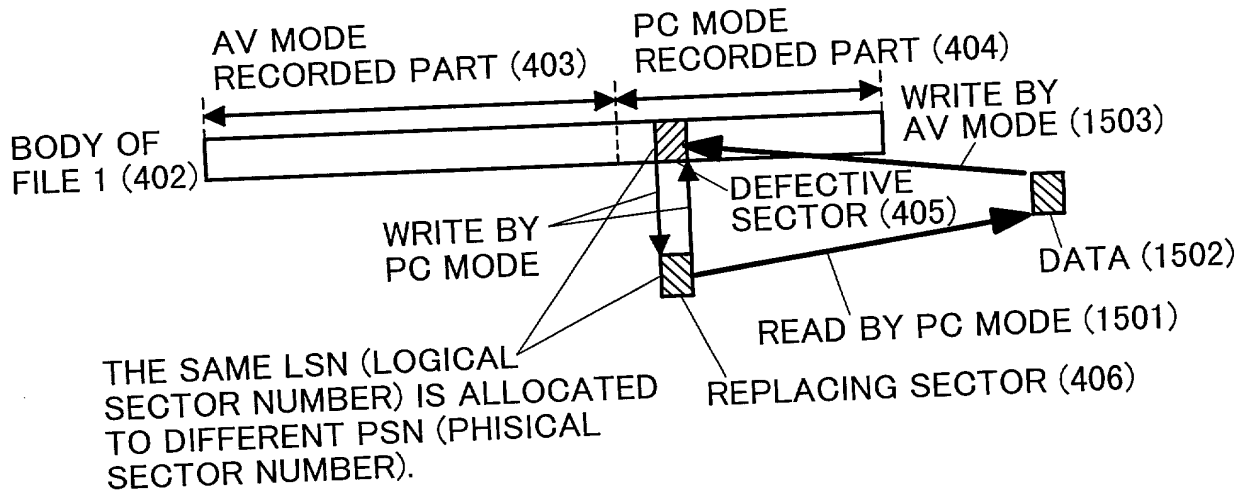 AV MODE
RECORDED PART (403)
PC MODE
RECORDED PART (404)
WRITE BY
AV MODE (1503)
BODY OF
FILE 1 (402)
DEFECTIVE
SECTOR (405)
WRITE BY
PC MODE
DATA (1502)
READ BY PC MODE (1501)
THE SAME LSN (LOGICAL
SECTOR NUMBER) IS ALLOCATED
TO DIFFERENT PSN (PHISICAL
SECTOR NUMBER).
REPLACING SECTOR (406)